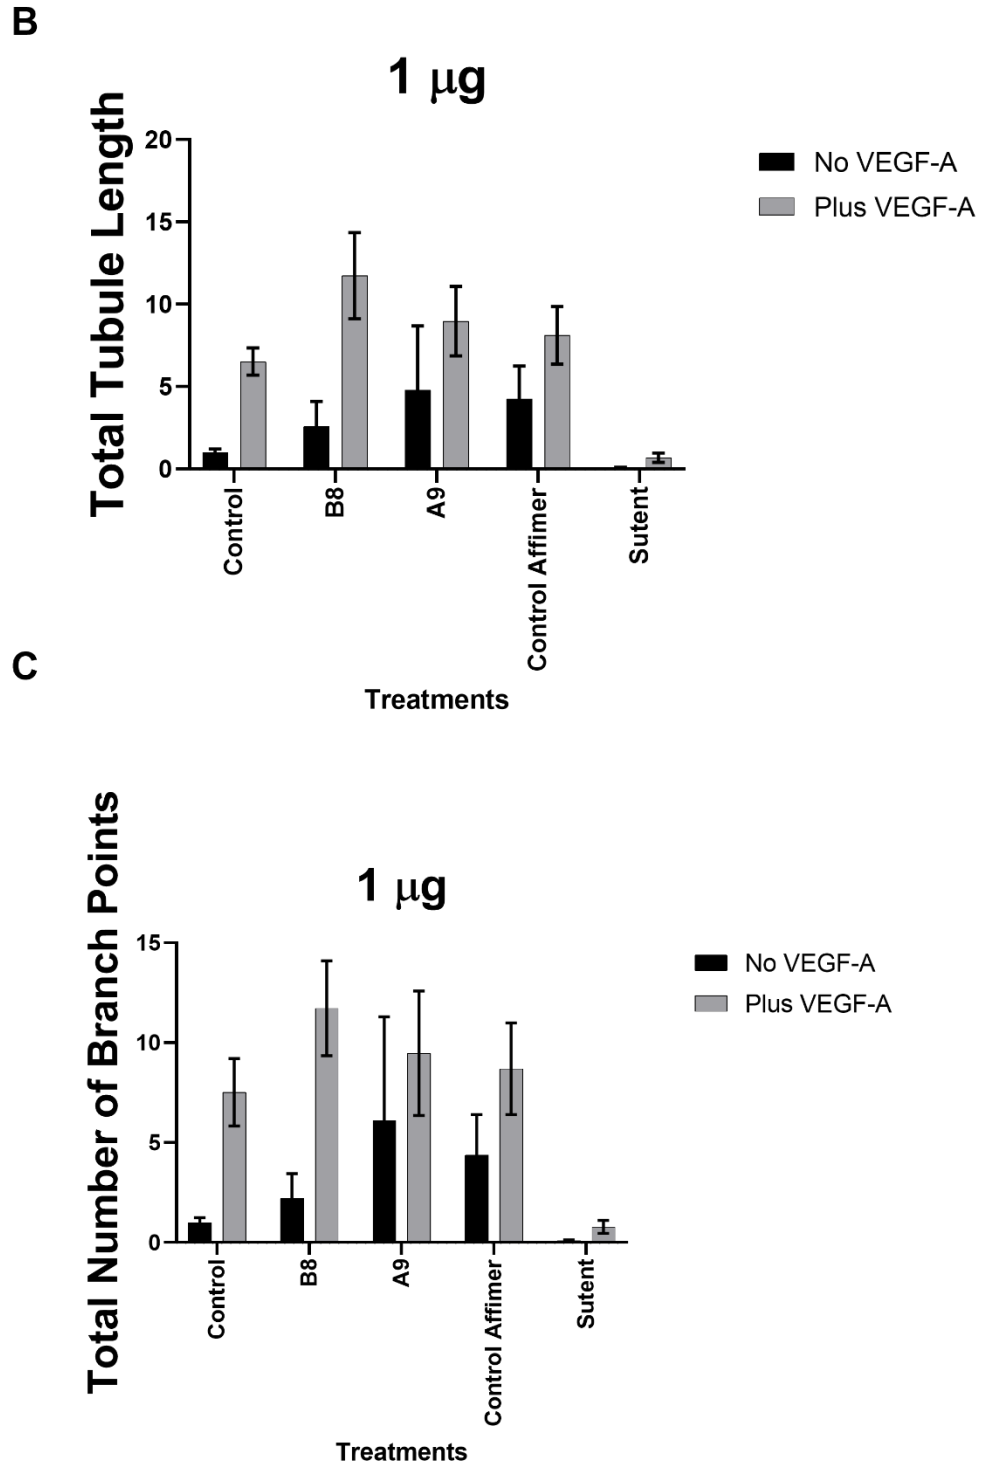 B
1 μg
Total Tubule Length
20
15
10
5
0
No VEGF-A
Plus VEGF-A
Control
B8
A9
Control Affimer
Sutent
Treatments
C
1 μg
Total Number of Branch Points
15
10
5
0
No VEGF-A
Plus VEGF-A
Control
B8
A9
Control Affimer
Sutent
Treatments